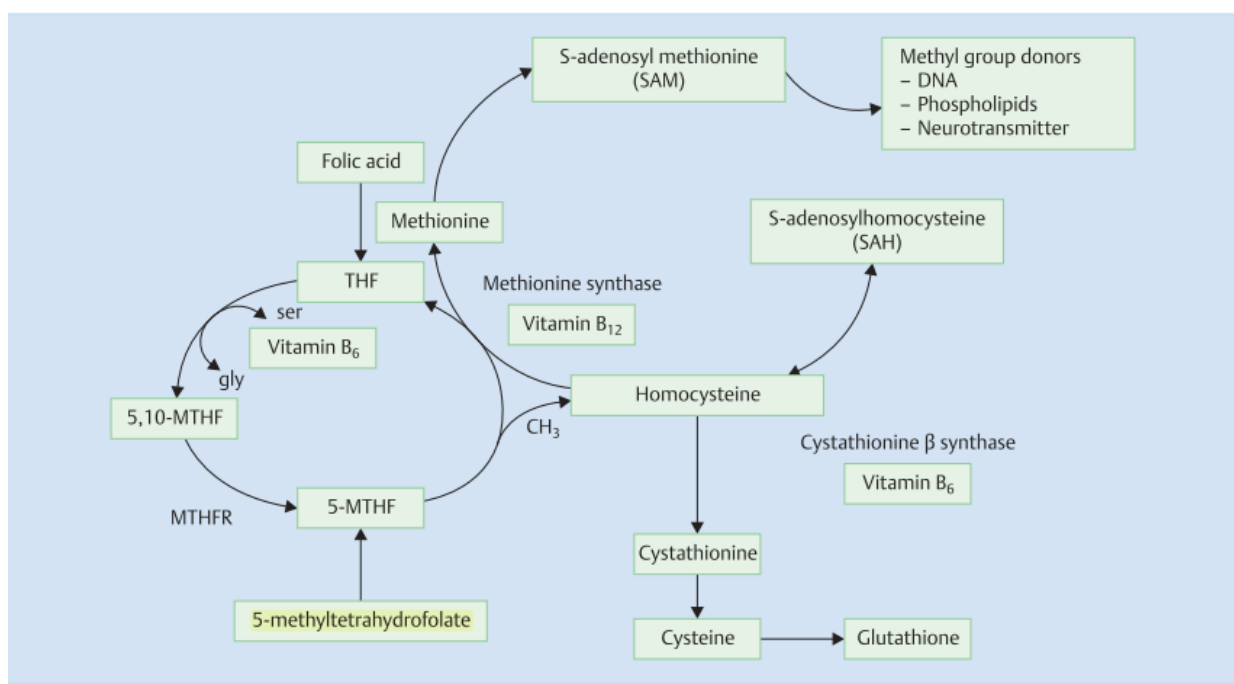 S-adenosyl methionine
(SAM)
Methyl group donors
– DNA
– Phospholipids
– Neurotransmitter
Folic acid
Methionine
S-adenosylhomocysteine
(SAH)
THF
Methionine synthase
ser
Vitamin B₁₂
Vitamin B₆
gly
Homocysteine
5,10-MTHF
CH₃
Cystathionine β synthase
Vitamin B₆
5-MTHF
MTHFR
Cystathionine
5-methyltetrahydrofolate
Cysteine
Glutathione